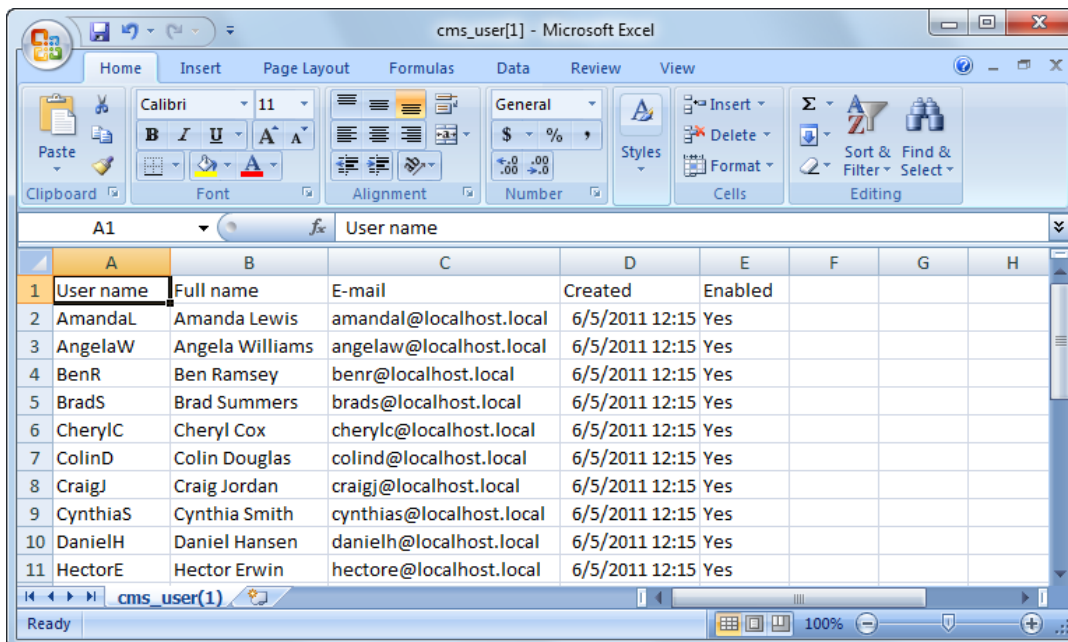 cms_user[1] - Microsoft Excel
Home Insert Page Layout Formulas Data Review View
Paste
Calibri 11
B I U A A
A
General
$ % ,
.0 .00
.00 .0
Styles
Insert
Delete
Format
Σ
Sort & Filter
Find & Select
Clipboard Font Alignment Number Cells Editing
A1 fx User name
A B C D E F G H
1 User name Full name E-mail Created Enabled
2 AmandaL Amanda Lewis amandal@localhost.local 6/5/2011 12:15 Yes
3 AngelaW Angela Williams angelaw@localhost.local 6/5/2011 12:15 Yes
4 BenR Ben Ramsey benr@localhost.local 6/5/2011 12:15 Yes
5 BradS Brad Summers brads@localhost.local 6/5/2011 12:15 Yes
6 CherylC Cheryl Cox cherylc@localhost.local 6/5/2011 12:15 Yes
7 ColinD Colin Douglas colind@localhost.local 6/5/2011 12:15 Yes
8 CraigJ Craig Jordan craigj@localhost.local 6/5/2011 12:15 Yes
9 CynthiaS Cynthia Smith cynthias@localhost.local 6/5/2011 12:15 Yes
10 DanielH Daniel Hansen danielh@localhost.local 6/5/2011 12:15 Yes
11 HectorE Hector Erwin hectore@localhost.local 6/5/2011 12:15 Yes
cms_user(1)
Ready 100%